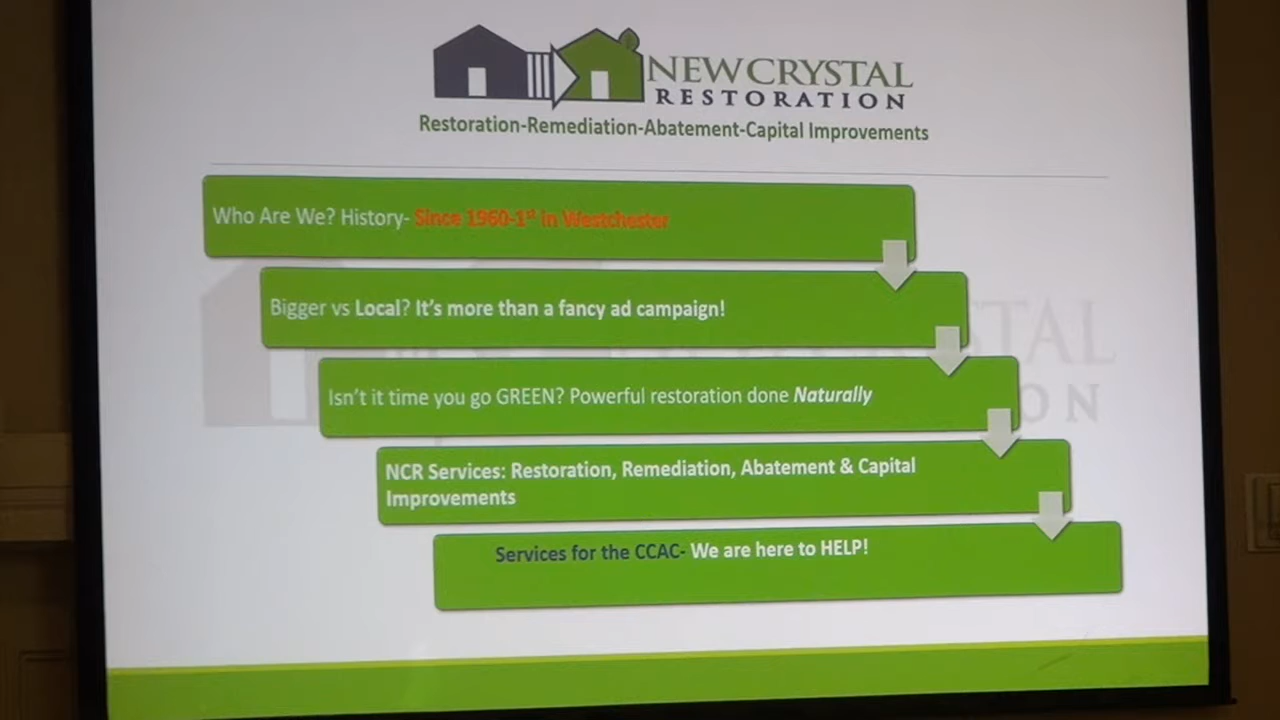 NEW CRYSTAL
RESTORATION
Restoration-Remediation-Abatement-Capital Improvements
Who Are We? History- Since 1960-1st in Westchester
Bigger vs Local? It's more than a fancy ad campaign!
Isn't it time you go GREEN? Powerful restoration done Naturally
NCR Services: Restoration, Remediation, Abatement & Capital
Improvements
Services for the CCAC- We are here to HELP!